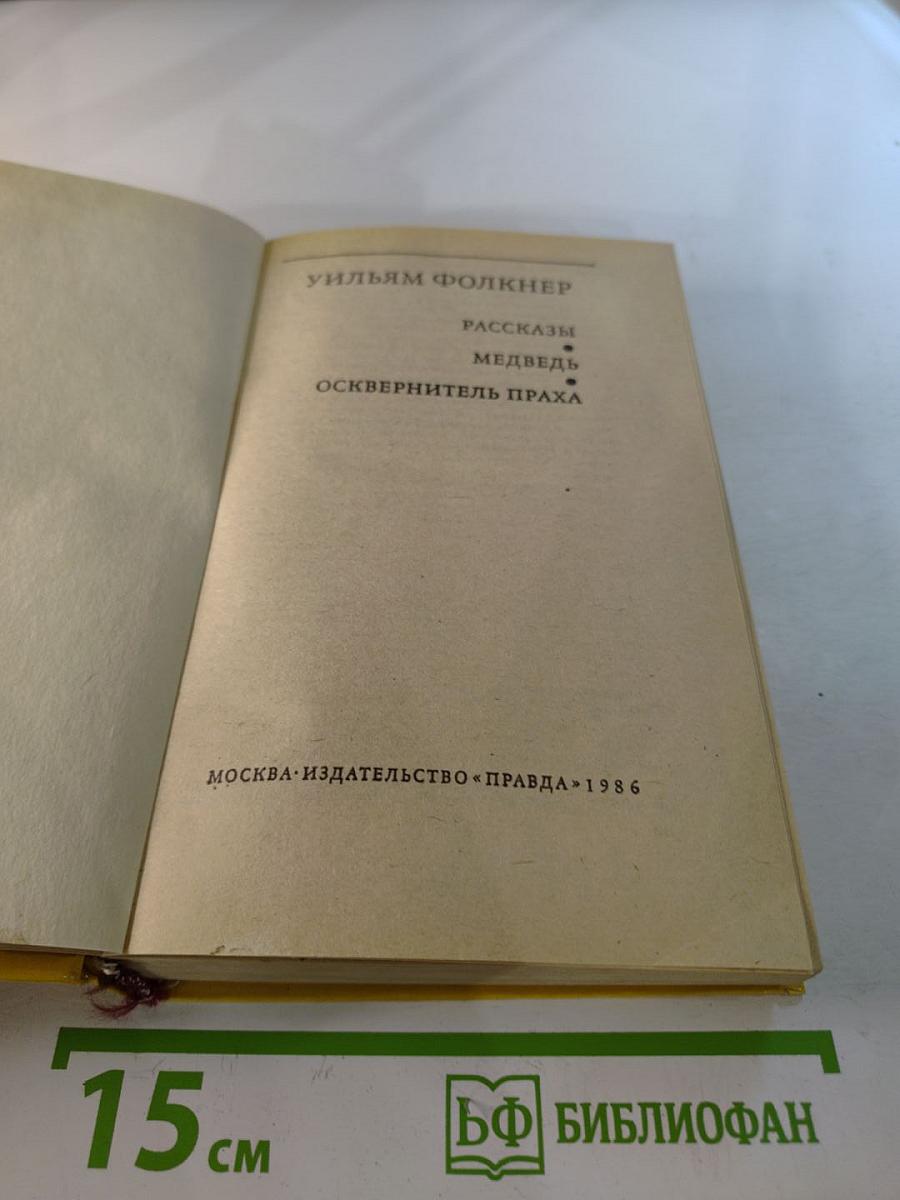 УИЛЬЯМ ФОЛКНЕР
РАССКАЗЫ
•
МЕДВЕДЬ
•
ОСКВЕРНИТЕЛЬ ПРАХА
МОСКВА·ИЗДАТЕЛЬСТВО «ПРАВДА» 1986
15 см
БФ БИБЛИОФАН